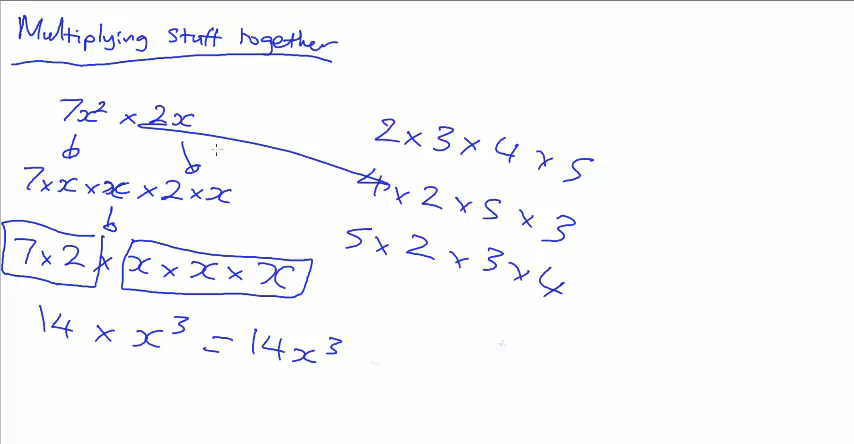 Multiplying stuff together
7x² × 2x
7 × x × x × 2 × x
7 × 2 × x × x × x
14 × x³ = 14x³
2 × 3 × 4 × 5
4 × 2 × 5 × 3
5 × 2 × 3 × 4